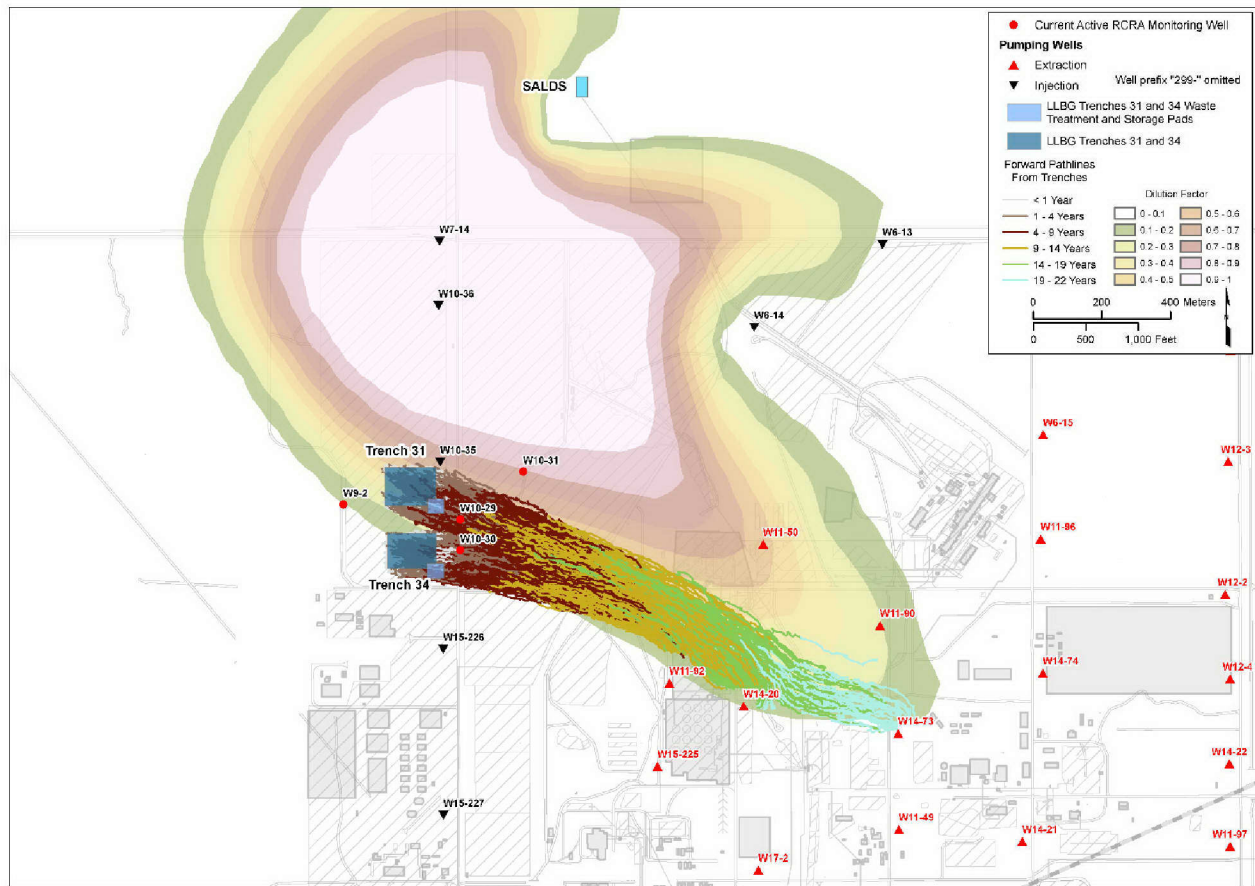 Current Active RCRA Monitoring Well
Pumping Wells
Extraction
Well prefix "299-" omitted
Injection
LLBG Trenches 31 and 34 Waste
Treatment and Storage Pads
LLBG Trenches 31 and 34
Forward Pathlines
From Trenches
< 1 Year
1 - 4 Years
4 - 9 Years
9 - 14 Years
14 - 19 Years
19 - 22 Years
Dilution Factor
0 - 0.1
0.1 - 0.2
0.2 - 0.3
0.3 - 0.4
0.4 - 0.5
0.5 - 0.6
0.6 - 0.7
0.7 - 0.8
0.8 - 0.9
0.9 - 1
0 200 400 Meters
0 500 1,000 Feet
SALDS
W7-14
W6-13
W10-36
W6-14
W6-15
Trench 31
W10-35
W10-31
W12-3
W9-2
W10-29
W11-50
W11-96
W10-30
Trench 34
W12-2
W11-90
W15-226
W11-92
W14-74
W12-4
W14-20
W14-73
W15-225
W14-22
W15-227
W11-49
W14-21
W11-97
W17-2